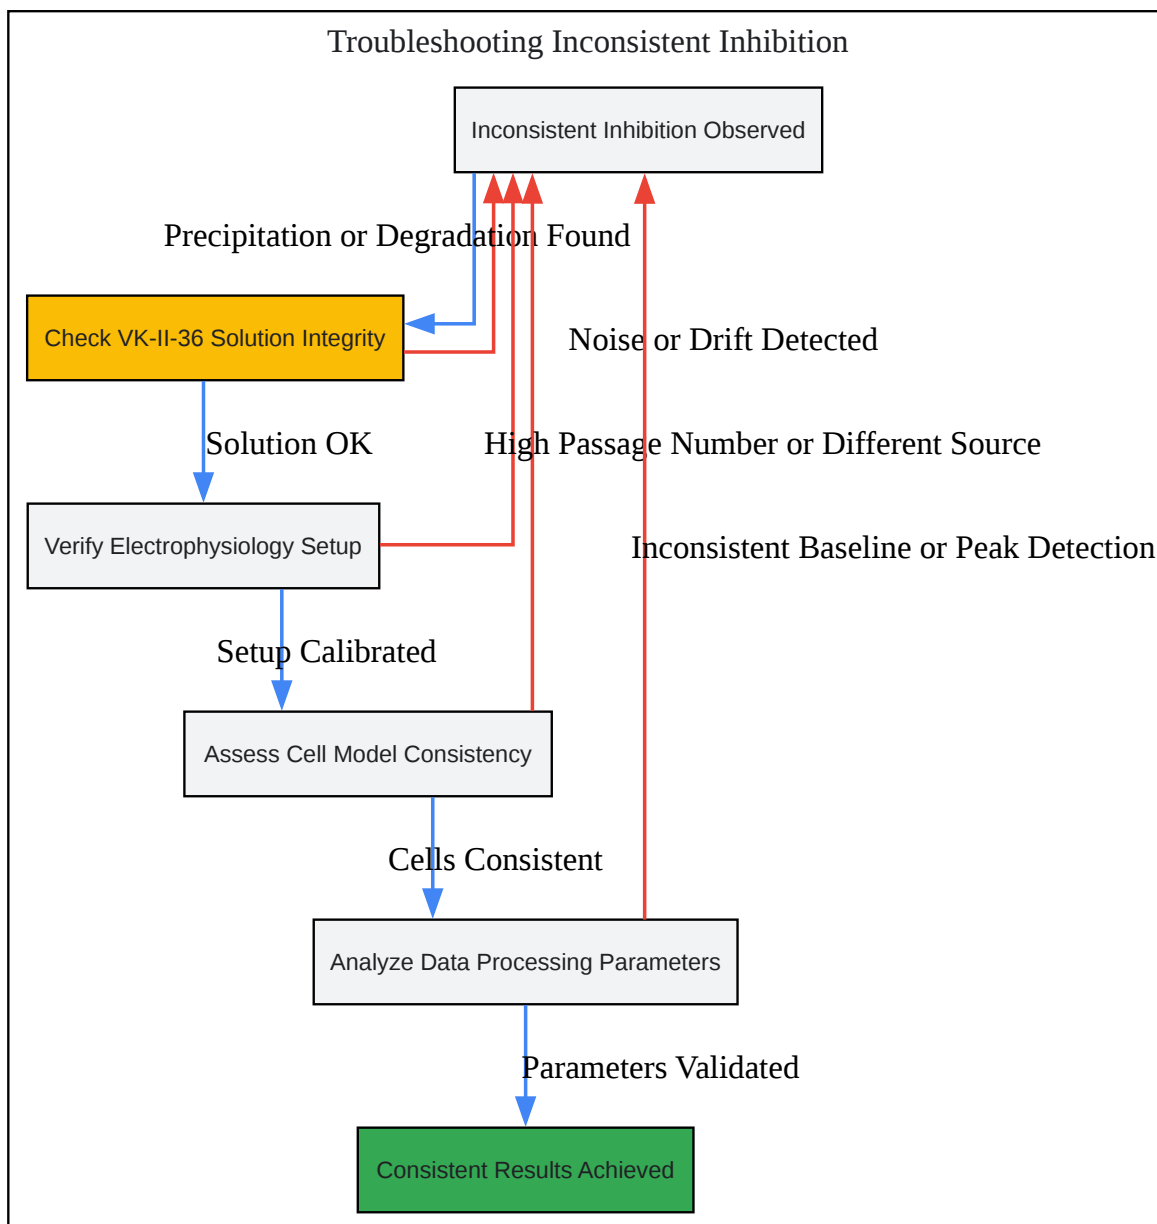 Troubleshooting Inconsistent Inhibition
Inconsistent Inhibition Observed
Precipitation or Degradation Found
Check VK-II-36 Solution Integrity
Noise or Drift Detected
Solution OK
High Passage Number or Different Source
Verify Electrophysiology Setup
Inconsistent Baseline or Peak Detection
Setup Calibrated
Assess Cell Model Consistency
Cells Consistent
Analyze Data Processing Parameters
Parameters Validated
Consistent Results Achieved